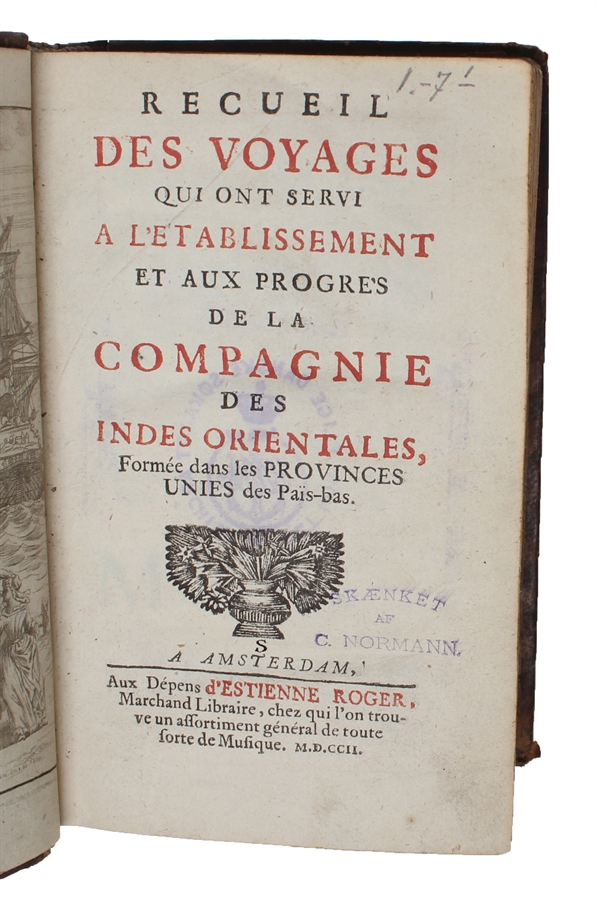 1.-7'-
RECUEIL
DES VOYAGES
QUI ONT SERVI
A L'ETABLISSEMENT
ET AUX PROGRE'S
DE LA
COMPAGNIE
DES
INDES ORIENTALES,
Formée dans les PROVINCES
UNIES des Païs-bas.
SKÆNKET
AF
C. NORMANN.
S
A AMSTERDAM,
Aux Dépens d'ESTIENNE ROGER,
Marchand Libraire, chez qui l'on trou-
ve un aſſortiment général de toute
ſorte de Muſique. M.D.CCII.